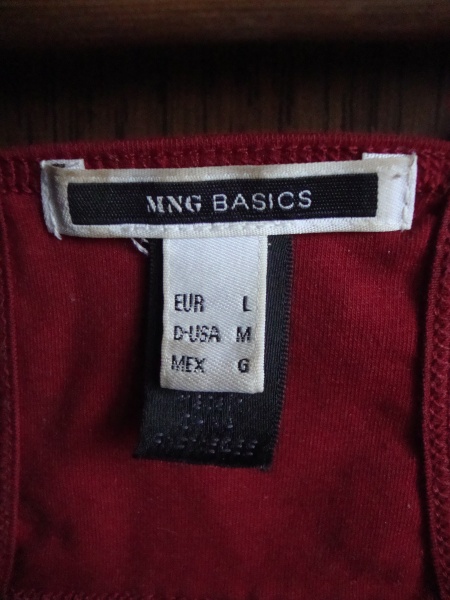 MNG BASICS
EUR L
D-USA M
MEX G